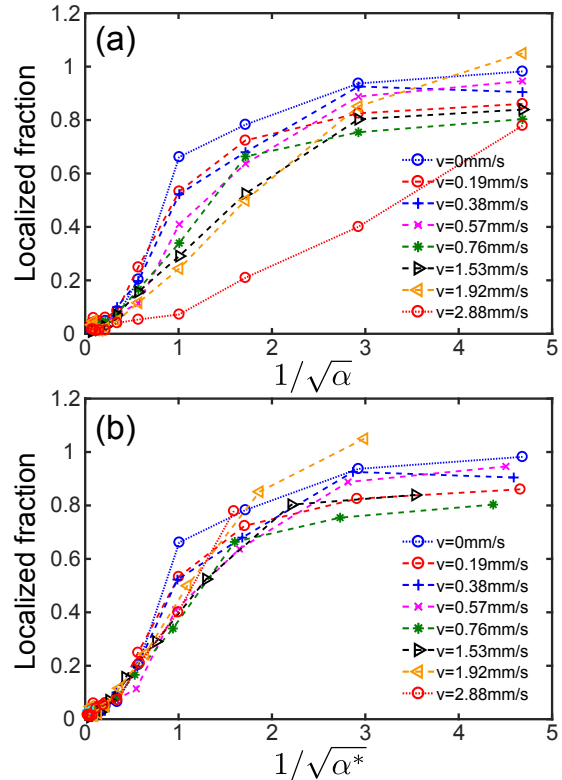 (a)
Localized fraction
1.2
1
0.8
0.6
0.4
0.2
0
v=0mm/s
v=0.19mm/s
v=0.38mm/s
v=0.57mm/s
v=0.76mm/s
v=1.53mm/s
v=1.92mm/s
v=2.88mm/s
0 1 2 3 4 5
1/√α
(b)
Localized fraction
1.2
1
0.8
0.6
0.4
0.2
0
v=0mm/s
v=0.19mm/s
v=0.38mm/s
v=0.57mm/s
v=0.76mm/s
v=1.53mm/s
v=1.92mm/s
v=2.88mm/s
0 1 2 3 4 5
1/√α*